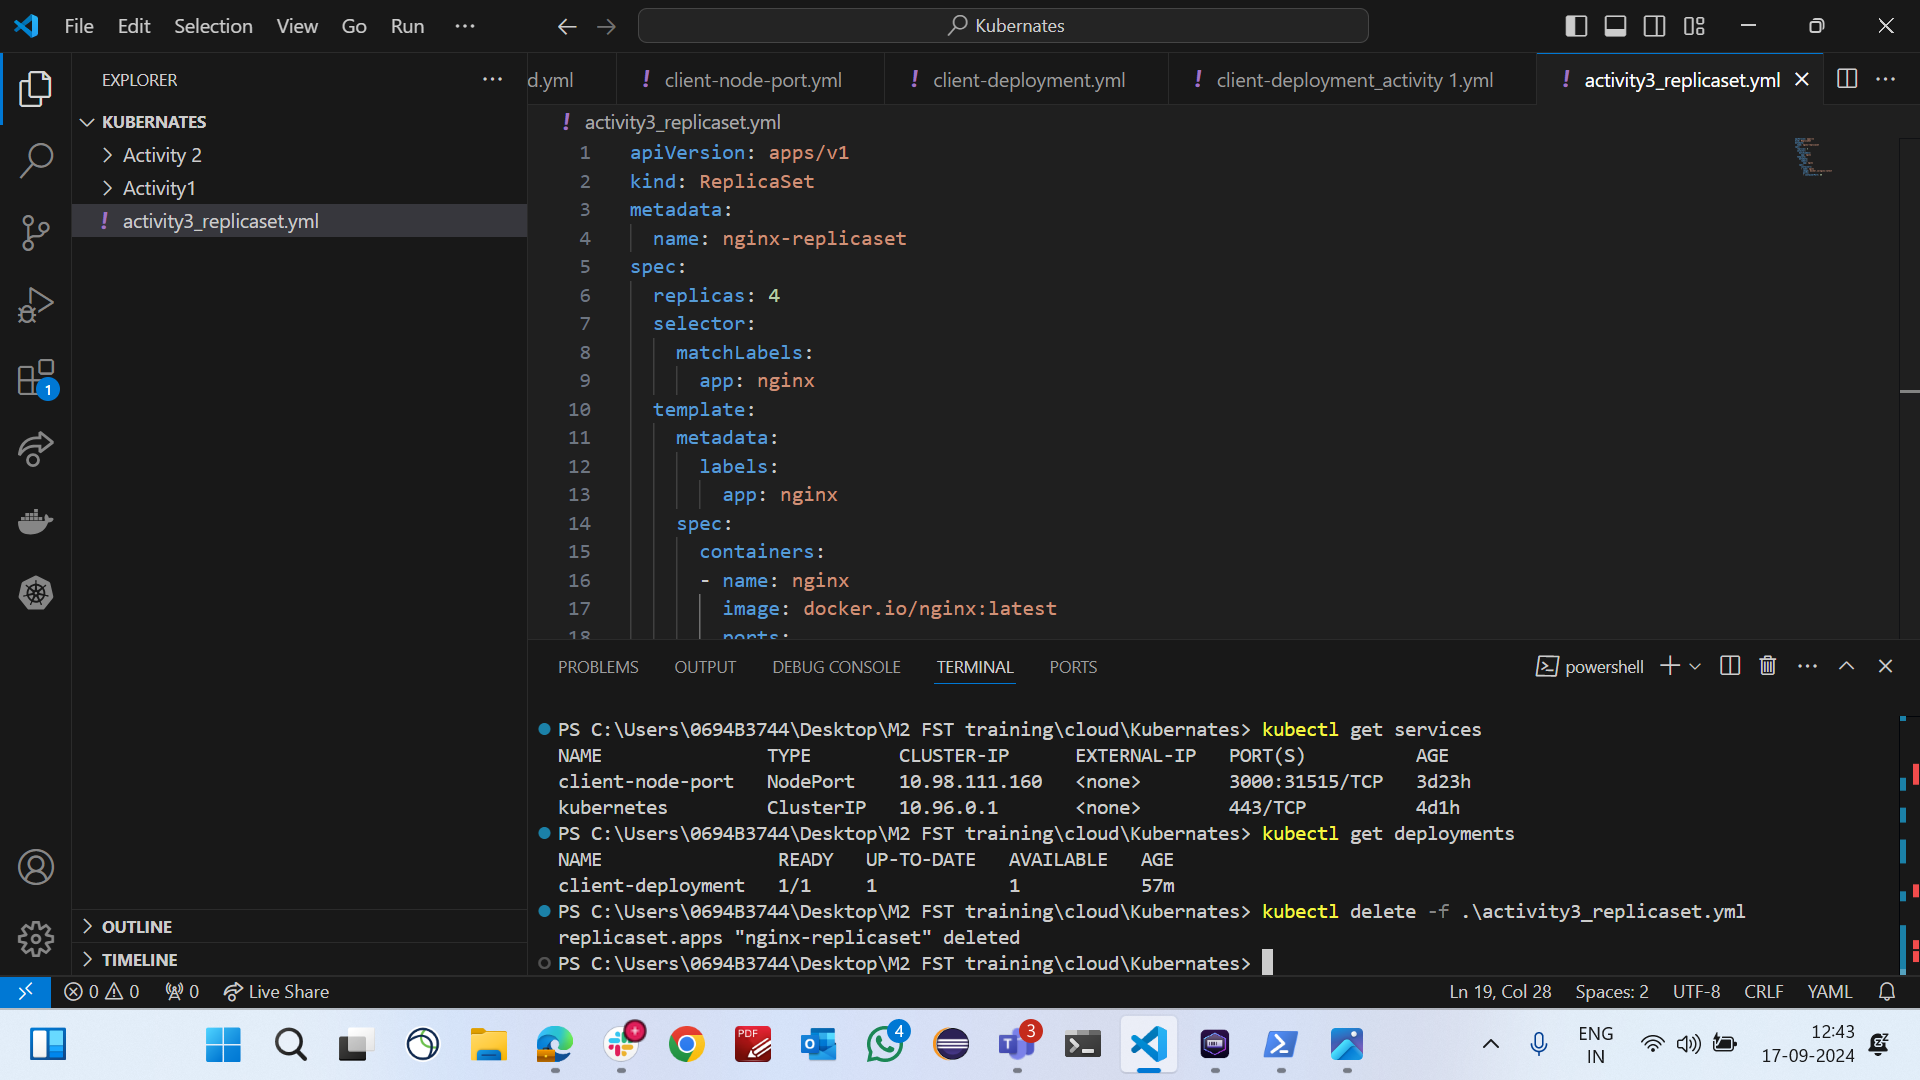 File Edit Selection View Go Run ···
Kubernates
EXPLORER ···
KUBERNATES
Activity 2
Activity1
! activity3_replicaset.yml
1
d.yml
! client-node-port.yml
! client-deployment.yml
! client-deployment_activity 1.yml
! activity3_replicaset.yml
! activity3_replicaset.yml
1 apiVersion: apps/v1
2 kind: ReplicaSet
3 metadata:
4 name: nginx-replicaset
5 spec:
6 replicas: 4
7 selector:
8 matchLabels:
9 app: nginx
10 template:
11 metadata:
12 labels:
13 app: nginx
14 spec:
15 containers:
16 - name: nginx
17 image: docker.io/nginx:latest
18 ports:
PROBLEMS OUTPUT DEBUG CONSOLE TERMINAL PORTS
powershell
PS C:\Users\0694B3744\Desktop\M2 FST training\cloud\Kubernates> kubectl get services
NAME TYPE CLUSTER-IP EXTERNAL-IP PORT(S) AGE
client-node-port NodePort 10.98.111.160 <none> 3000:31515/TCP 3d23h
kubernetes ClusterIP 10.96.0.1 <none> 443/TCP 4d1h
PS C:\Users\0694B3744\Desktop\M2 FST training\cloud\Kubernates> kubectl get deployments
NAME READY UP-TO-DATE AVAILABLE AGE
client-deployment 1/1 1 1 57m
PS C:\Users\0694B3744\Desktop\M2 FST training\cloud\Kubernates> kubectl delete -f .\activity3_replicaset.yml
replicaset.apps "nginx-replicaset" deleted
PS C:\Users\0694B3744\Desktop\M2 FST training\cloud\Kubernates>
OUTLINE
TIMELINE
0 0 0 Live Share
Ln 19, Col 28 Spaces: 2 UTF-8 CRLF YAML
PDF
4
3
ENG
IN
12:43
17-09-2024